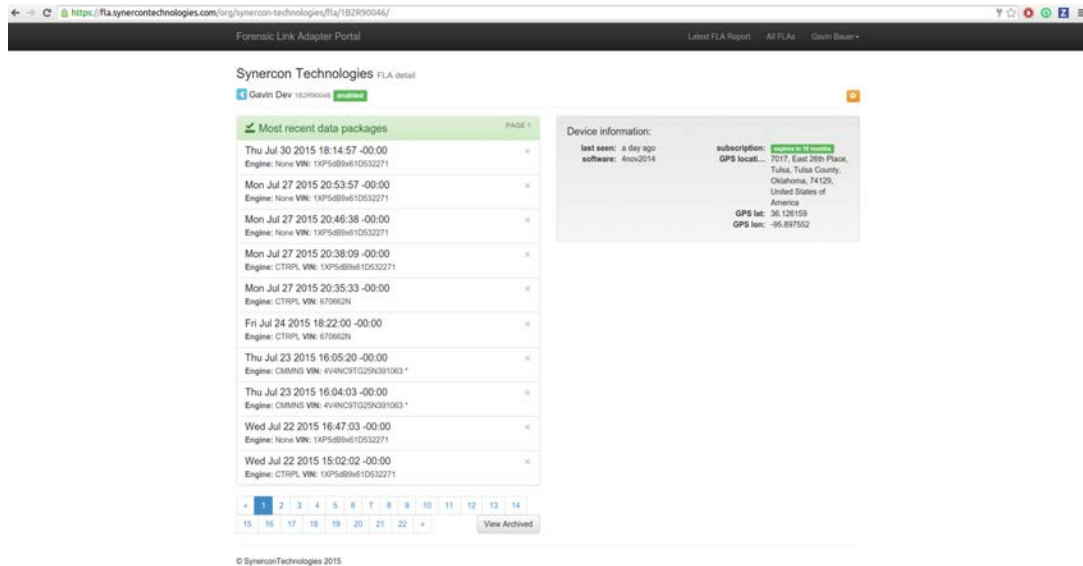 https://fla.synercontechnologies.com/org/synercon-technologies/fla/1B2R90046/
Forensic Link Adapter Portal
Latest FLA Report All FLAs Gavin Bauer
Synercon Technologies FLA detail
Gavin Dev 1B2R90046 enabled
Most recent data packages PAGE 1
Thu Jul 30 2015 18:14:57 -00:00
Engine: None VIN: 1XP5dB9x61D532271
Mon Jul 27 2015 20:53:57 -00:00
Engine: None VIN: 1XP5dB9x61D532271
Mon Jul 27 2015 20:46:38 -00:00
Engine: None VIN: 1XP5dB9x61D532271
Mon Jul 27 2015 20:38:09 -00:00
Engine: CTRPL VIN: 1XP5dB9x61D532271
Mon Jul 27 2015 20:35:33 -00:00
Engine: CTRPL VIN: 670662N
Fri Jul 24 2015 18:22:00 -00:00
Engine: CTRPL VIN: 670662N
Thu Jul 23 2015 16:05:20 -00:00
Engine: CMMNS VIN: 4V4NC9TG25N391063 *
Thu Jul 23 2015 16:04:03 -00:00
Engine: CMMNS VIN: 4V4NC9TG25N391063 *
Wed Jul 22 2015 16:47:03 -00:00
Engine: None VIN: 1XP5dB9x61D532271
Wed Jul 22 2015 15:02:02 -00:00
Engine: CTRPL VIN: 1XP5dB9x61D532271
« 1 2 3 4 5 6 7 8 9 10 11 12 13 14
15 16 17 18 19 20 21 22 »
View Archived
Device information:
last seen: a day ago
software: 4nov2014
subscription: expires in 10 months
GPS locati... 7017, East 26th Place,
Tulsa, Tulsa County,
Oklahoma, 74129,
United States of
America
GPS lat: 36.126159
GPS lon: -95.897552
© SynerconTechnologies 2015